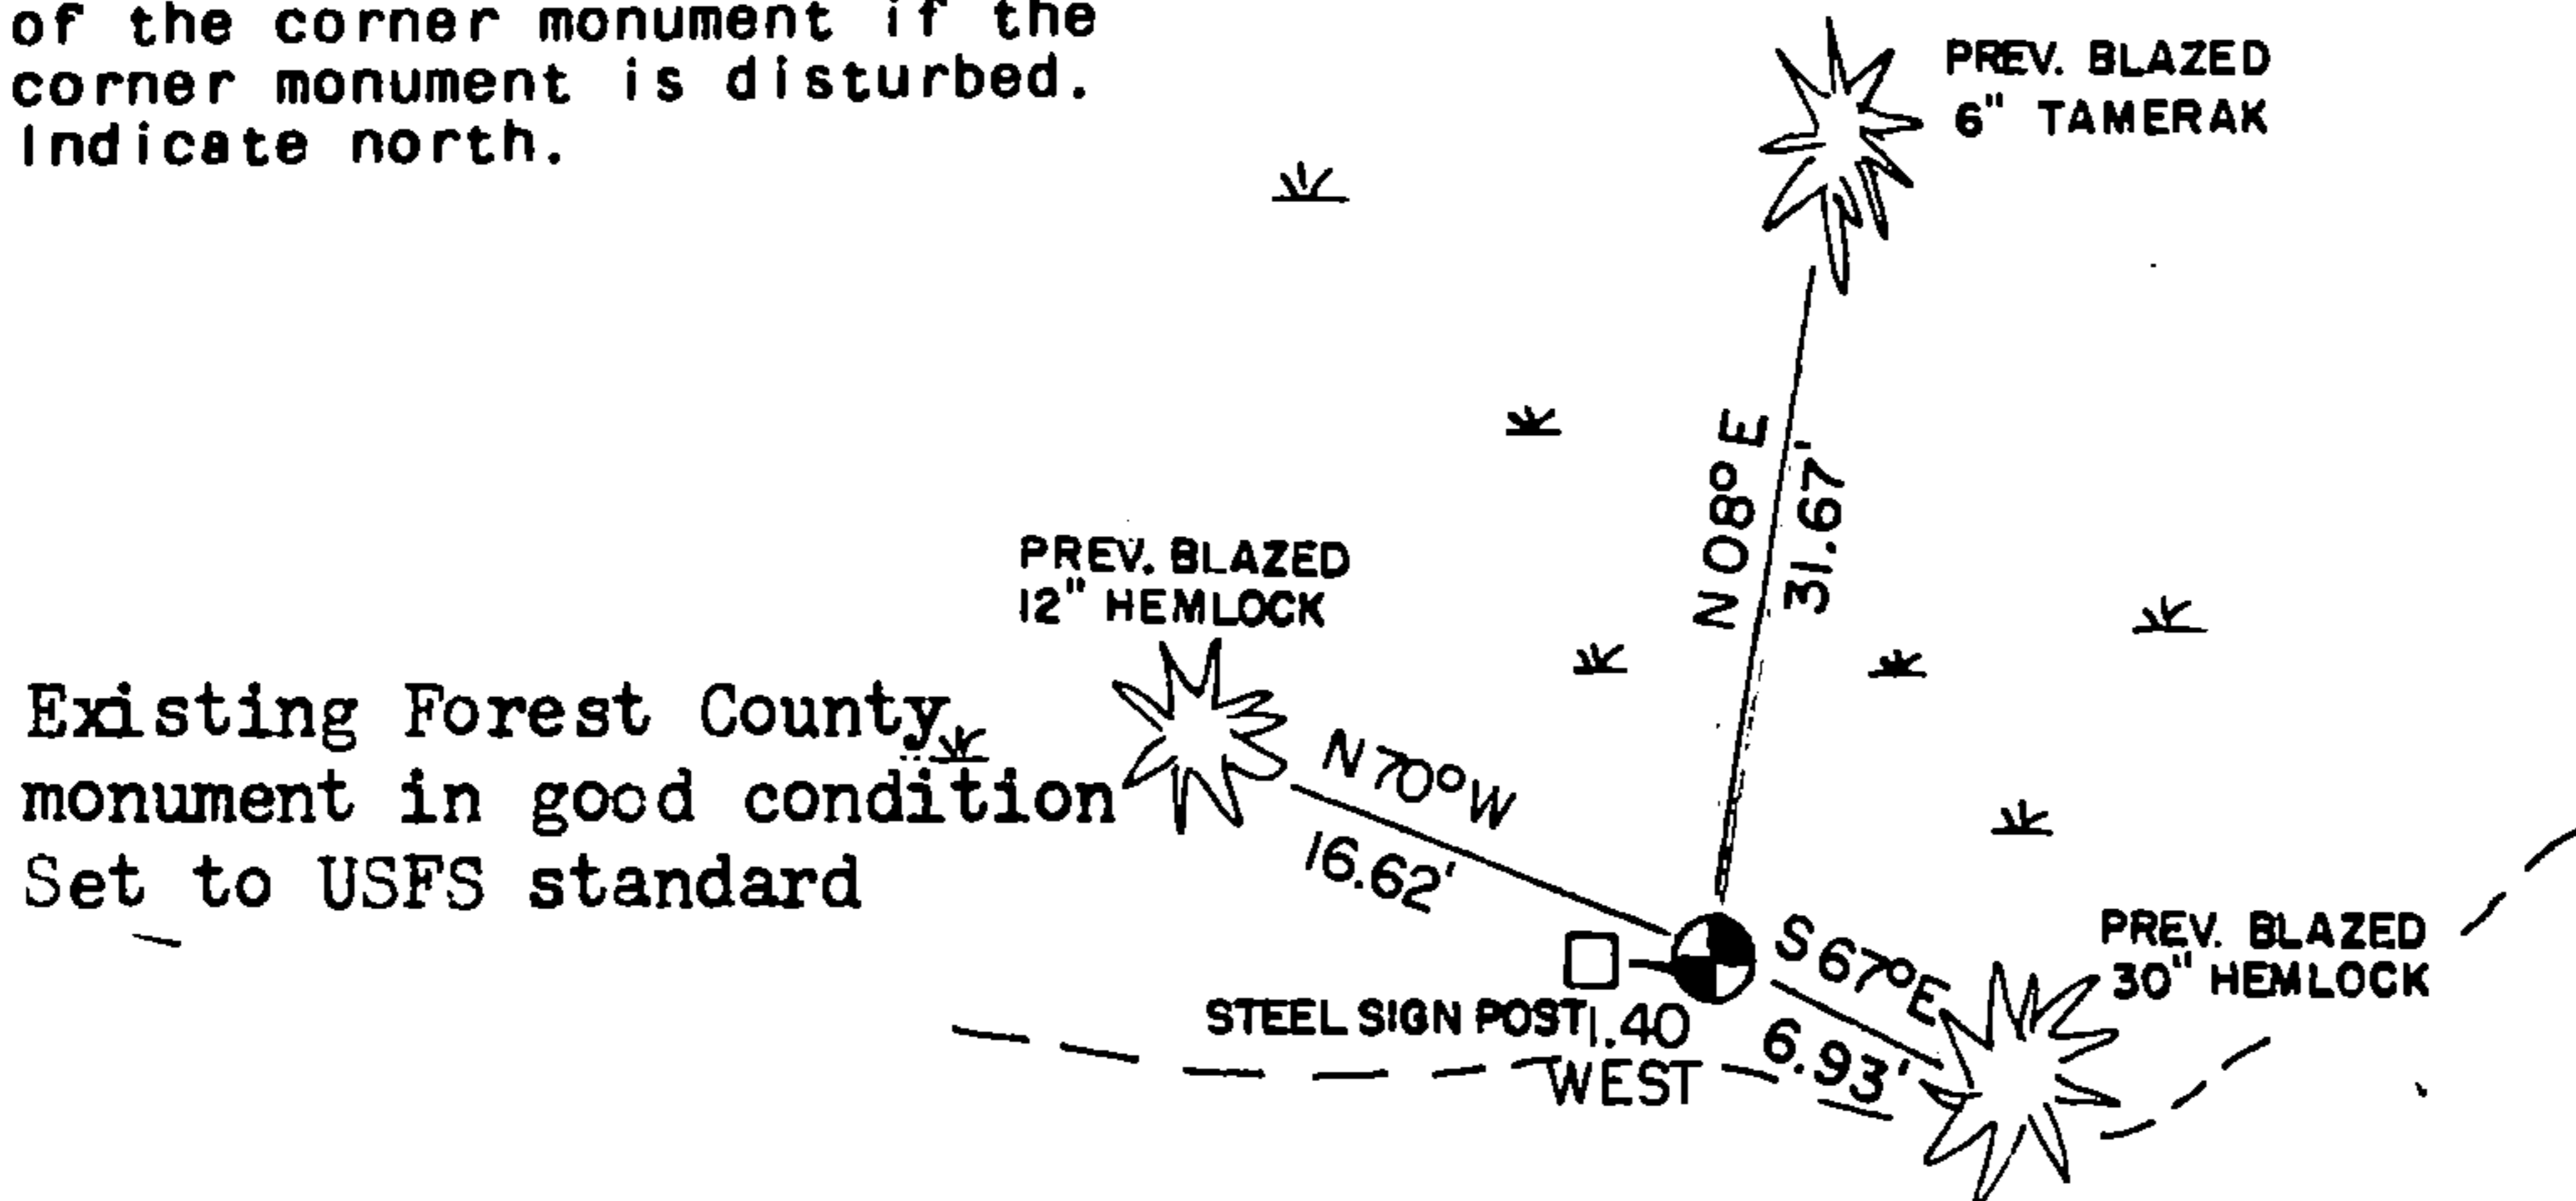 of the corner monument if the
corner monument is disturbed.
Indicate north.
PREV. BLAZED
6" TAMERAK
N 08° E
31.67'
PREV. BLAZED
12" HEMLOCK
Existing Forest County
monument in good condition
Set to USFS standard
N 70° W
16.62'
S 67° E
6.93'
PREV. BLAZED
30" HEMLOCK
STEEL SIGN POST 1.40
WEST